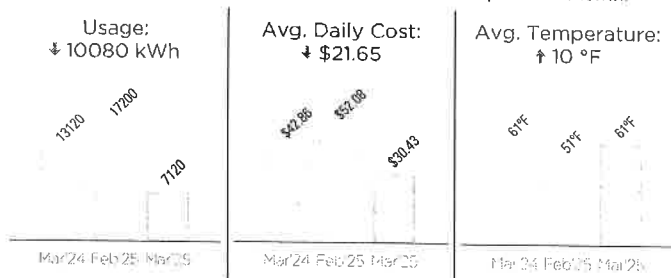 Usage:
↓ 10080 kWh
13120
17200
7120
Mar'24 Feb'25 Mar'25
Avg. Daily Cost:
↓ $21.65
$42.86
$52.08
$30.43
Mar'24 Feb'25 Mar'25
Avg. Temperature:
↑ 10 °F
61°F
51°F
61°F
Mar'24 Feb'25 Mar'25